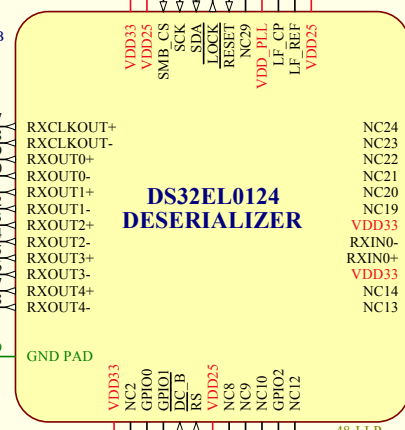 VDD33
VDD25
SMB_CS
SCK
SDA
LOCK
RESET
NC29
VDD_PLL
LF_CP
LF_REF
VDD25
RXCLKOUT+
RXCLKOUT-
RXOUT0+
RXOUT0-
RXOUT1+
RXOUT1-
RXOUT2+
RXOUT2-
RXOUT3+
RXOUT3-
RXOUT4+
RXOUT4-
GND PAD
DS32EL0124
DESERIALIZER
NC24
NC23
NC22
NC21
NC20
NC19
VDD33
RXIN0-
RXIN0+
VDD33
NC14
NC13
VDD33
NC2
GPIO0
GPIO1
DC_B
RS
VDD25
NC8
NC9
NC10
GPIO2
NC12